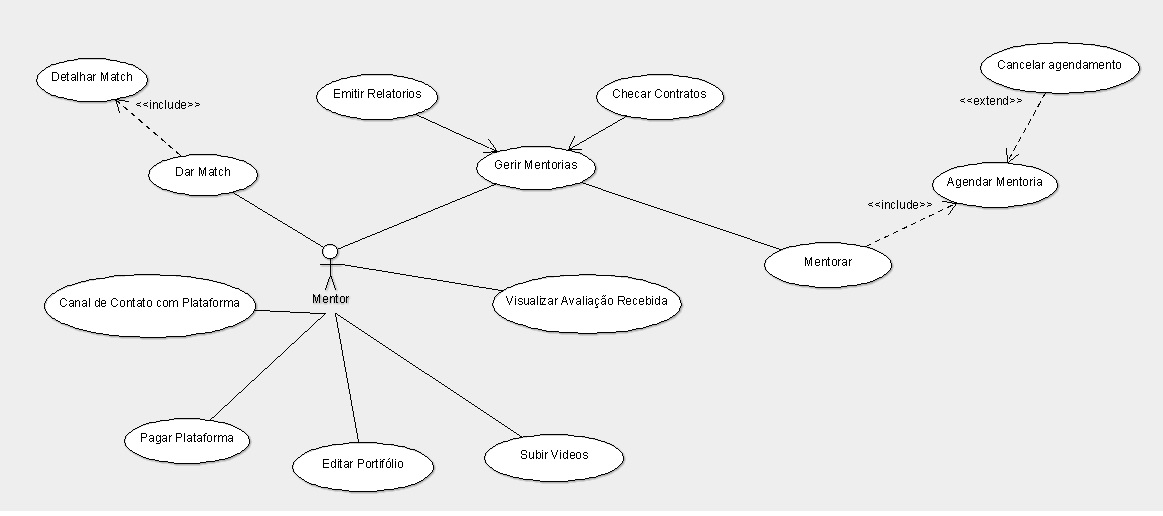 Cancelar agendamento
Detalhar Match
Emitir Relatorios
Checar Contratos
<<extend>>
<<include>>
Gerir Mentorias
Dar Match
Agendar Mentoria
<<include>>
Mentorar
Mentor
Canal de Contato com Plataforma
Visualizar Avaliação Recebida
Pagar Plataforma
Subir Videos
Editar Portifólio